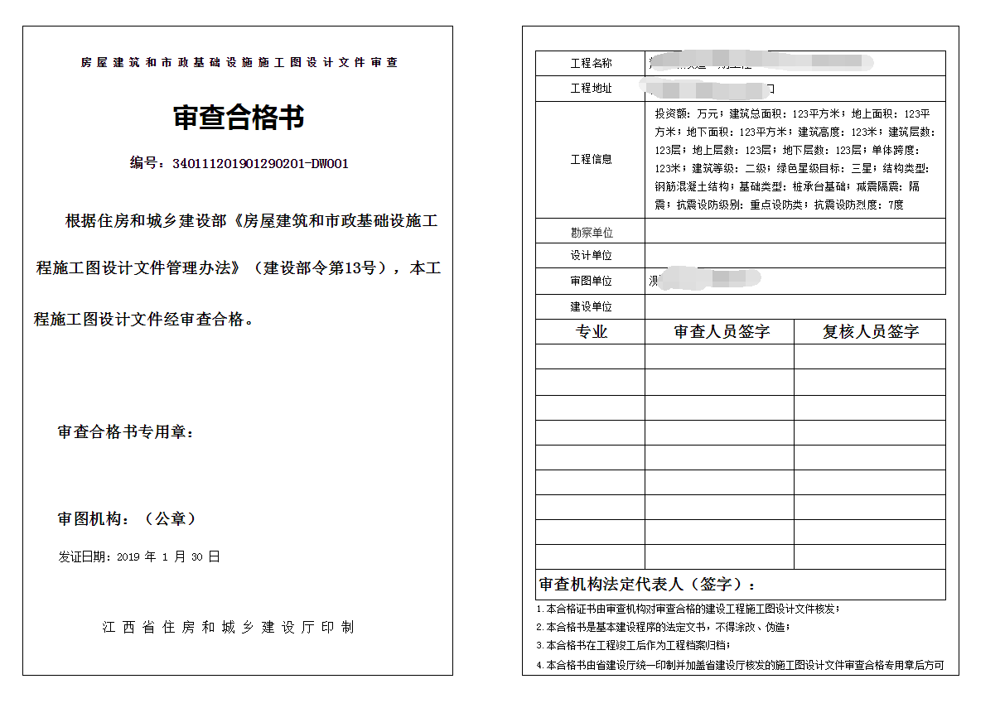 房屋建筑和市政基础设施施工图设计文件审查
审查合格书
编号：340111201901290201-DW001
根据住房和城乡建设部《房屋建筑和市政基础设施工
程施工图设计文件管理办法》（建设部令第13号），本工
程施工图设计文件经审查合格。
审查合格书专用章：
审图机构：（公章）
发证日期：2019 年 1 月 30 日
江西省住房和城乡建设厅印制
工程名称
工程地址 口
工程信息
投资额：万元；建筑总面积：123平方米；地上面积：123平
方米；地下面积：123平方米；建筑高度：123米；建筑层数：
123层；地上层数：123层；地下层数：123层；单体跨度：
123米；建筑等级：二级；绿色星级目标：三星；结构类型：
钢筋混凝土结构；基础类型：桩承台基础；减震隔震：隔
震；抗震设防级别：重点设防类；抗震设防烈度：7度
勘察单位
设计单位
审图单位 测
建设单位
专业 审查人员签字 复核人员签字
审查机构法定代表人（签字）：
1.本合格证书由审查机构对审查合格的建设工程施工图设计文件核发；
2.本合格书是基本建设程序的法定文书，不得涂改、伪造；
3.本合格书在工程竣工后作为工程档案归档；
4.本合格书由省建设厅统一印制并加盖省建设厅核发的施工图设计文件审查合格专用章后方可